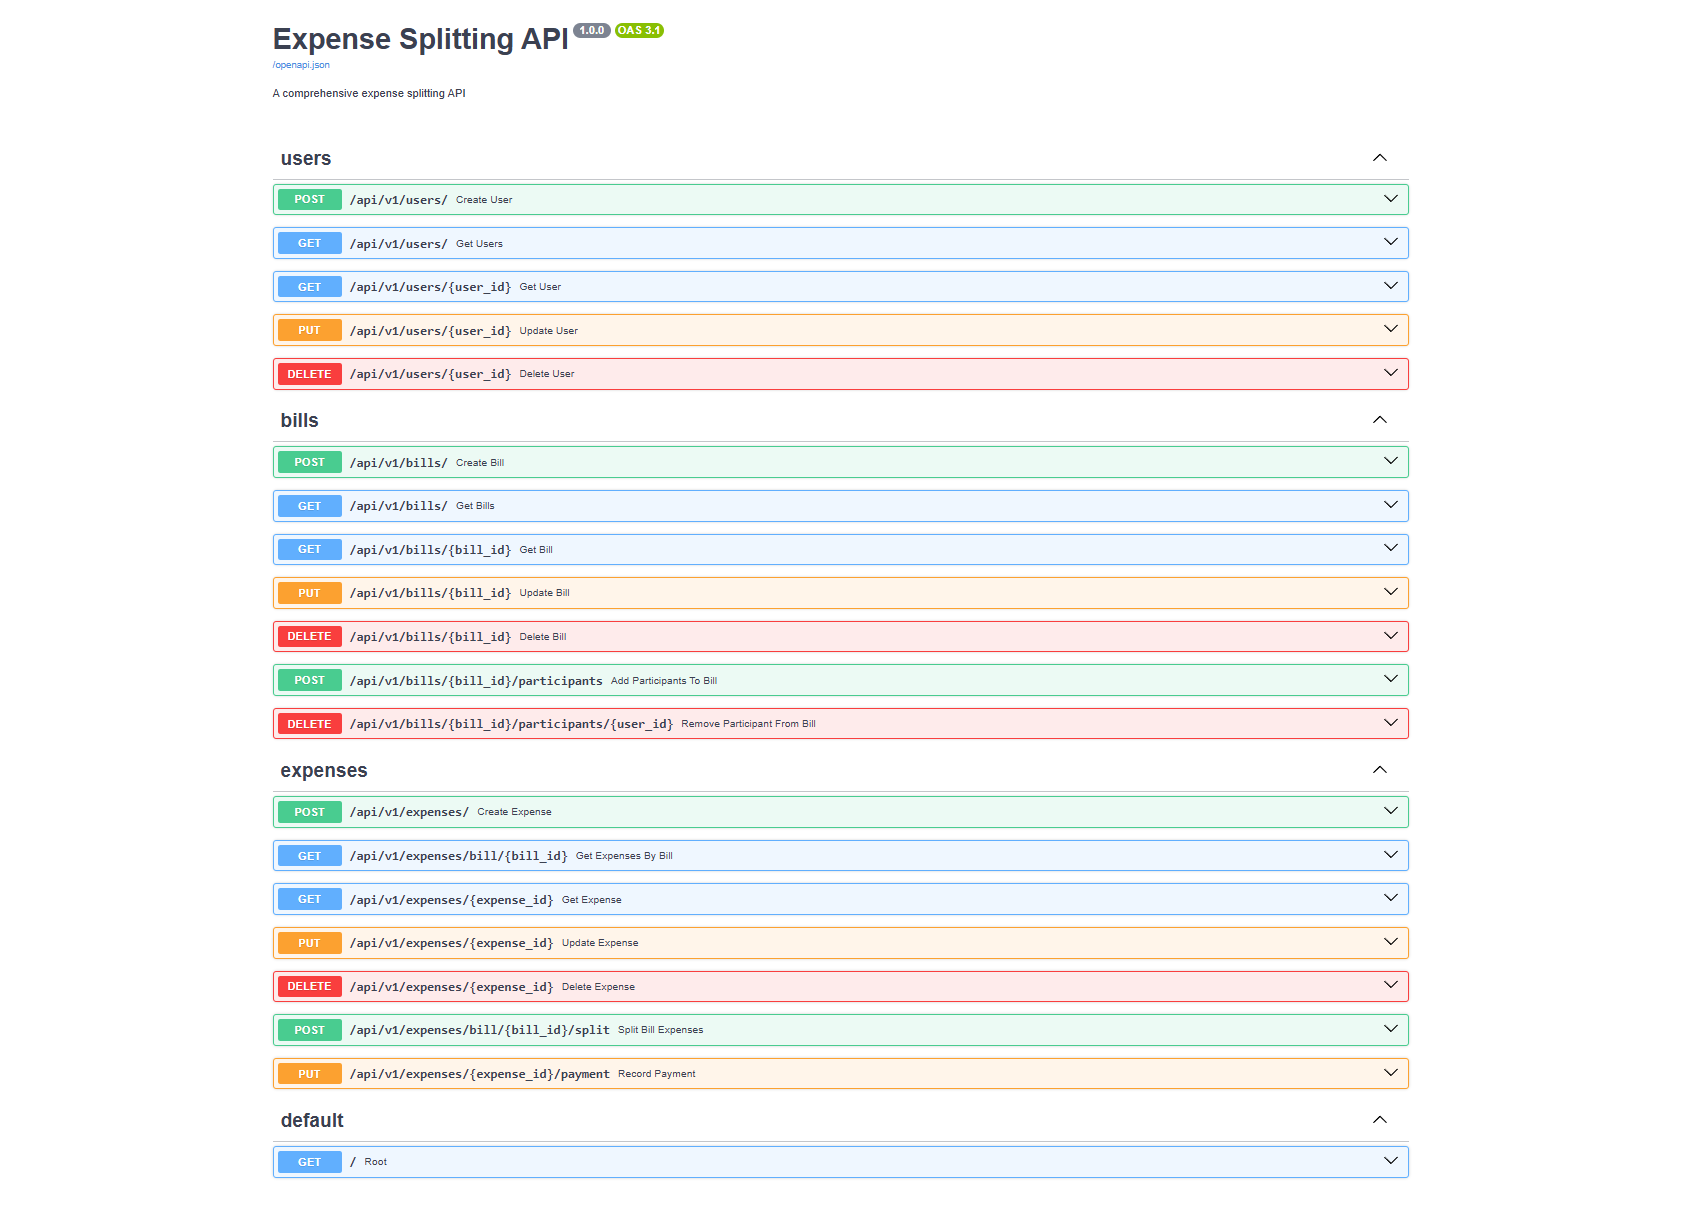 Expense Splitting API 1.0.0 OAS 3.1
/openapi.json
A comprehensive expense splitting API
users
POST /api/v1/users/ Create User
GET /api/v1/users/ Get Users
GET /api/v1/users/{user_id} Get User
PUT /api/v1/users/{user_id} Update User
DELETE /api/v1/users/{user_id} Delete User
bills
POST /api/v1/bills/ Create Bill
GET /api/v1/bills/ Get Bills
GET /api/v1/bills/{bill_id} Get Bill
PUT /api/v1/bills/{bill_id} Update Bill
DELETE /api/v1/bills/{bill_id} Delete Bill
POST /api/v1/bills/{bill_id}/participants Add Participants To Bill
DELETE /api/v1/bills/{bill_id}/participants/{user_id} Remove Participant From Bill
expenses
POST /api/v1/expenses/ Create Expense
GET /api/v1/expenses/bill/{bill_id} Get Expenses By Bill
GET /api/v1/expenses/{expense_id} Get Expense
PUT /api/v1/expenses/{expense_id} Update Expense
DELETE /api/v1/expenses/{expense_id} Delete Expense
POST /api/v1/expenses/bill/{bill_id}/split Split Bill Expenses
PUT /api/v1/expenses/{expense_id}/payment Record Payment
default
GET / Root